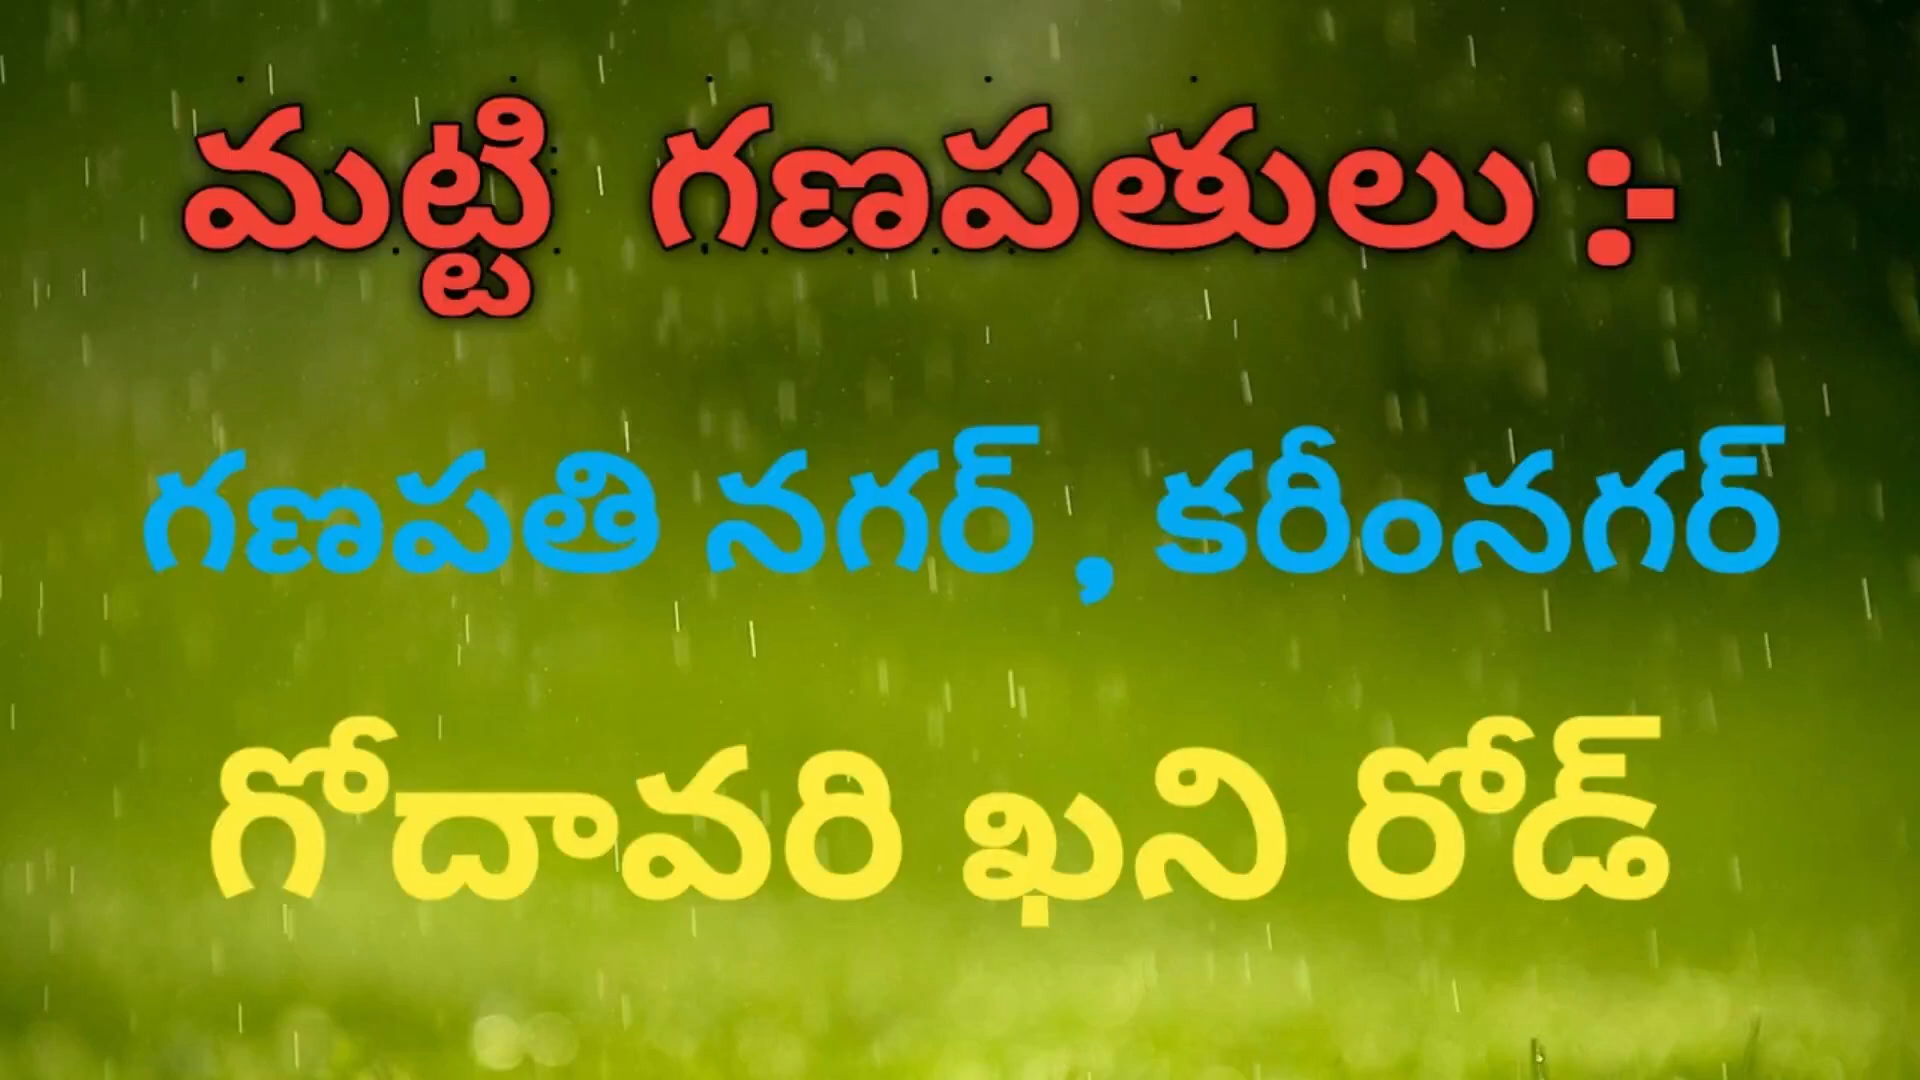 మట్టి గణపతులు :-
గణపతి నగర్ , కరీంనగర్
గోదావరి ఖని రోడ్